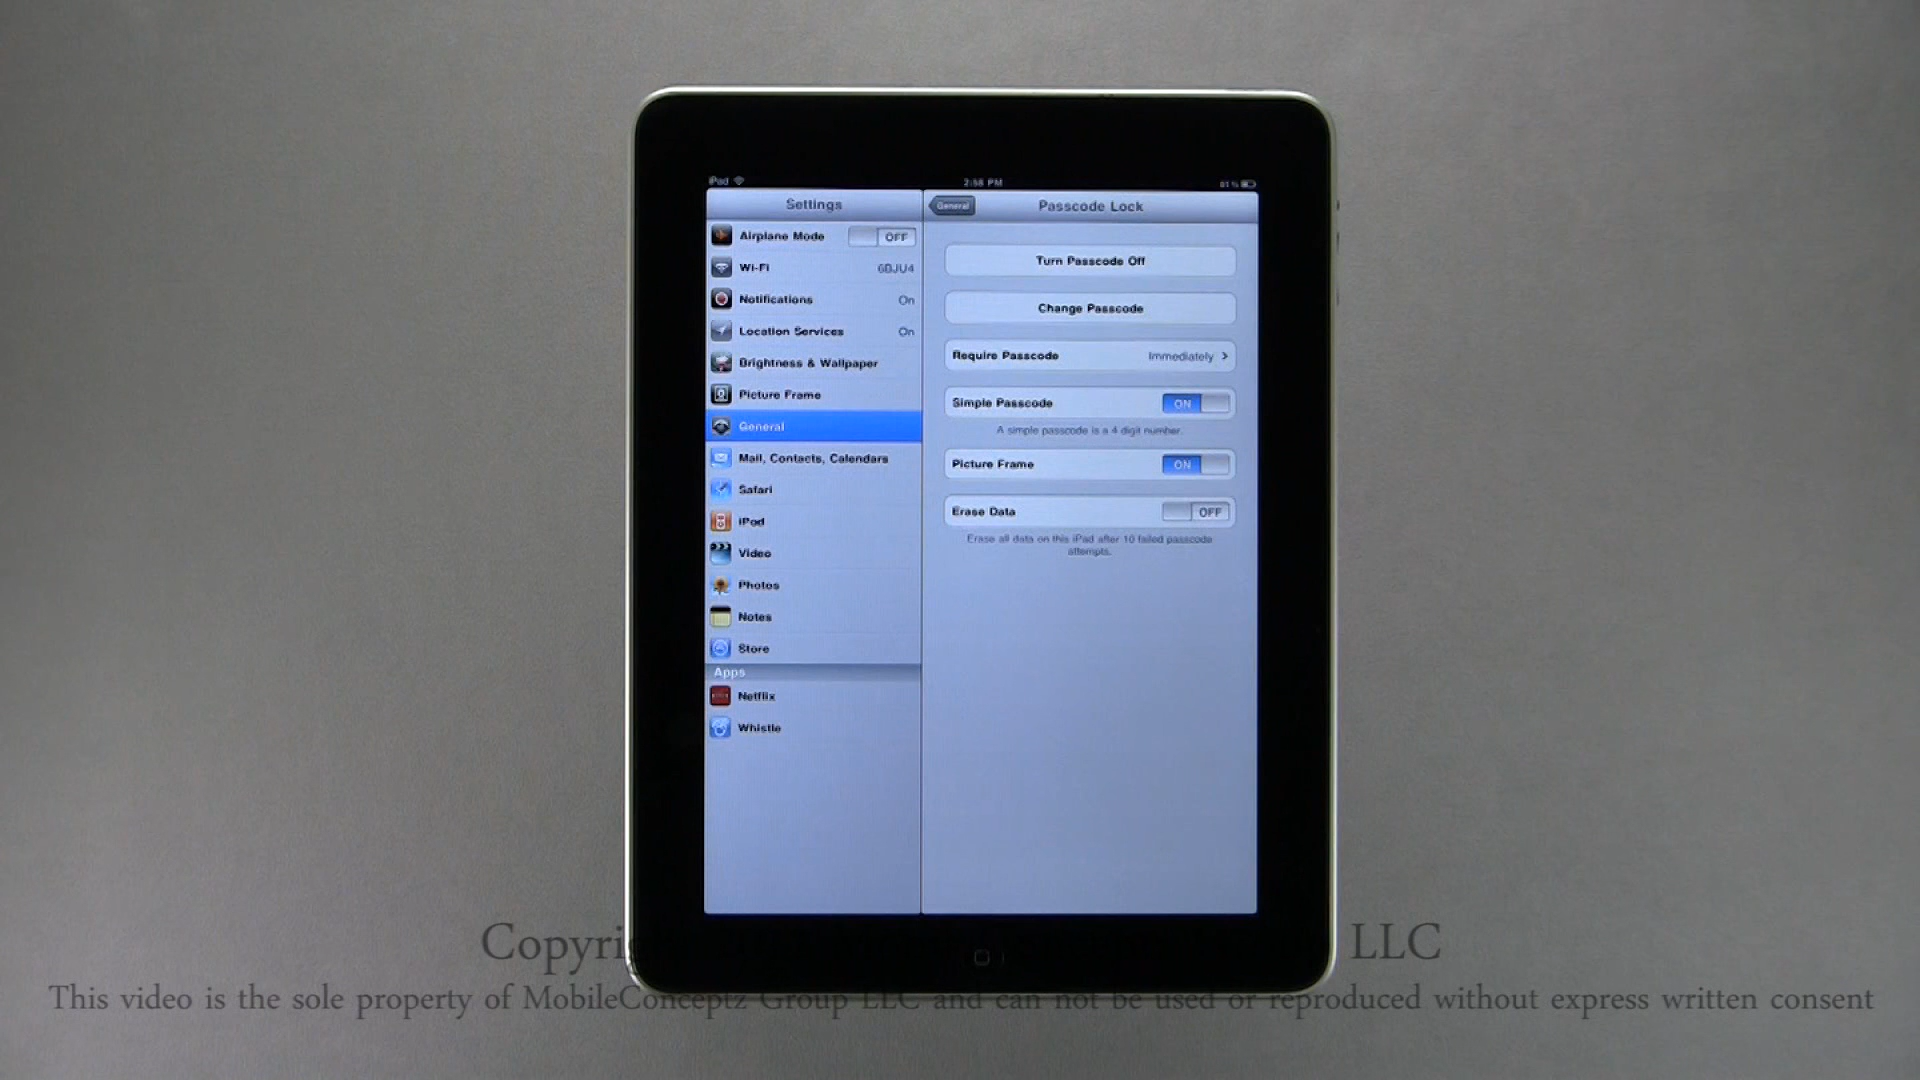 iPad 2:56 PM 81%
Settings
Airplane Mode OFF
Wi-Fi 6BJU4
Notifications On
Location Services On
Brightness & Wallpaper
Picture Frame
General
Mail, Contacts, Calendars
Safari
iPod
Video
Photos
Notes
Store
Apps
Netflix
Whistle
General Passcode Lock
Turn Passcode Off
Change Passcode
Require Passcode Immediately >
Simple Passcode ON
A simple passcode is a 4 digit number.
Picture Frame ON
Erase Data OFF
Erase all data on this iPad after 10 failed passcode
attempts.
LLC
This video is the sole property of MobileConceptz Group LLC and can not be used or reproduced without express written consent